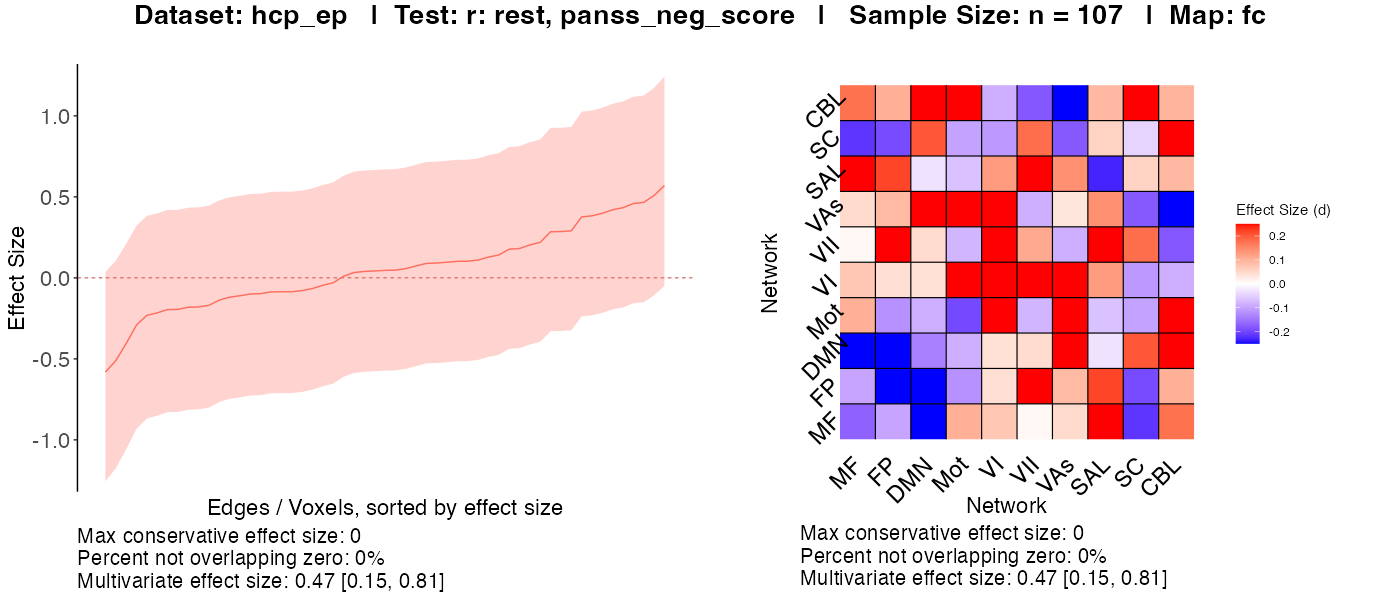 Dataset: hcp_ep | Test: r: rest, panss_neg_score | Sample Size: n = 107 | Map: fc
Effect Size
1.0
0.5
0.0
-0.5
-1.0
Edges / Voxels, sorted by effect size
Max conservative effect size: 0
Percent not overlapping zero: 0%
Multivariate effect size: 0.47 [0.15, 0.81]
Network
CBL
SC
SAL
VAs
VII
VI
Mot
DMN
FP
MF
MF FP DMN Mot VI VII VAs SAL SC CBL
Network
Effect Size (d)
0.2
0.1
0.0
-0.1
-0.2
Max conservative effect size: 0
Percent not overlapping zero: 0%
Multivariate effect size: 0.47 [0.15, 0.81]